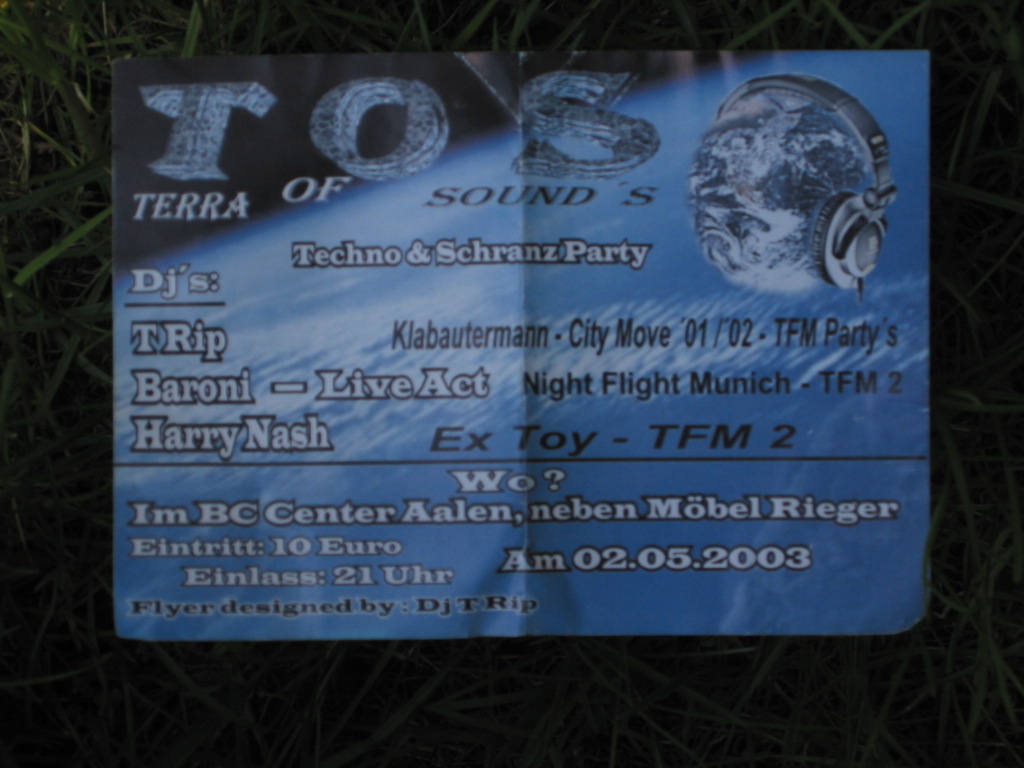 TOS
TERRA OF SOUND´S
Techno & Schranz Party
Dj´s:
T Rip Klabautermann - City Move ´01 / ´02 - TFM Party´s
Baroni — Live Act Night Flight Munich - TFM 2
Harry Nash Ex Toy - TFM 2
Wo ?
Im BC Center Aalen, neben Möbel Rieger
Eintritt: 10 Euro
Am 02.05.2003
Einlass: 21 Uhr
Flyer designed by : Dj T Rip